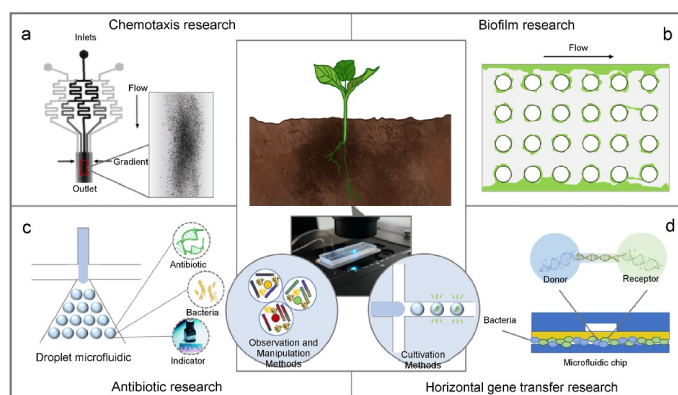 Chemotaxis research
Biofilm research
a
Inlets
Flow
Gradient
Outlet
Flow
b
c
Antibiotic
Bacteria
Indicator
Droplet microfluidic
Observation and
Manipulation
Methods
Cultivation
Methods
d
Donor
Receptor
Bacteria
Microfluidic chip
Antibiotic research
Horizontal gene transfer research